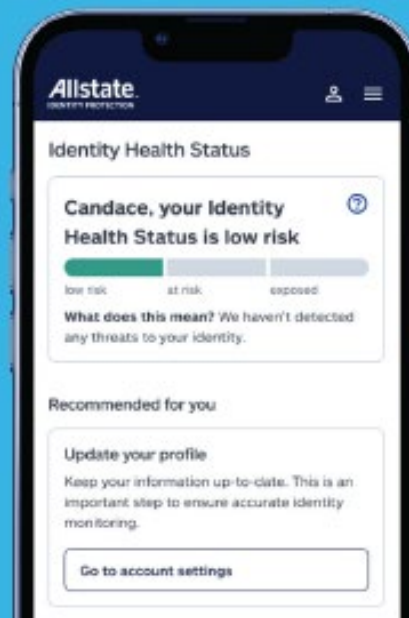 Allstate.
IDENTITY PROTECTION
Identity Health Status
Candace, your Identity
Health Status is low risk
low risk at risk exposed
What does this mean? We haven't detected
any threats to your identity.
Recommended for you
Update your profile
Keep your information up-to-date. This is an
important step to ensure accurate identity
monitoring.
Go to account settings